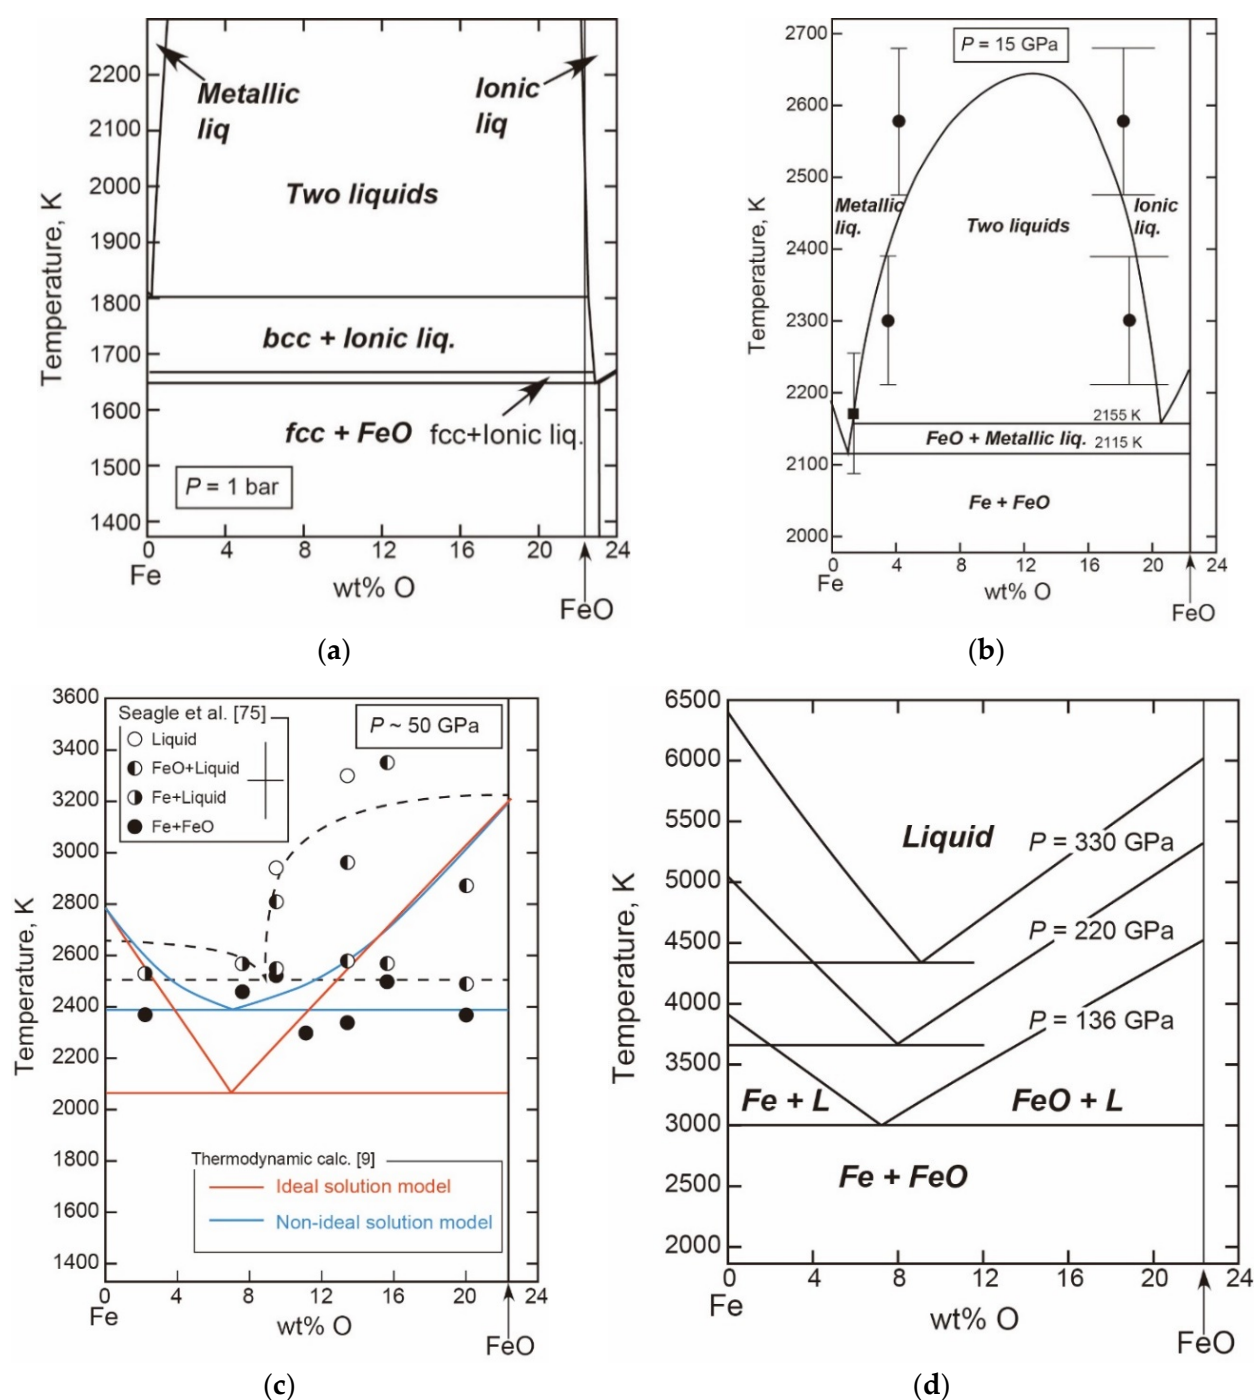 2200
2100
2000
1900
1800
1700
1600
1500
1400
Temperature, K
Metallic
liq
Ionic
liq
Two liquids
bcc + Ionic liq.
fcc + FeO fcc+Ionic liq.
P = 1 bar
0 4 8 12 16 20 24
Fe
wt% O
FeO
(a)
2700
2600
2500
2400
2300
2200
2100
2000
Temperature, K
P = 15 GPa
Metallic
liq.
Two liquids
Ionic
liq.
2155 K
FeO + Metallic liq. 2115 K
Fe + FeO
0 4 8 12 16 20 24
Fe
wt% O
FeO
(b)
3600
3400
3200
3000
2800
2600
2400
2200
2000
1800
1600
1400
Temperature, K
Seagle et al. [75]
Liquid
FeO+Liquid
Fe+Liquid
Fe+FeO
P ~ 50 GPa
Thermodynamic calc. [9]
Ideal solution model
Non-ideal solution model
0 4 8 12 16 20 24
Fe
wt% O
FeO
(c)
6500
6000
5500
5000
4500
4000
3500
3000
2500
2000
Temperature, K
Liquid
P = 330 GPa
P = 220 GPa
P = 136 GPa
Fe + L
FeO + L
Fe + FeO
0 4 8 12 16 20 24
Fe
wt% O
FeO
(d)